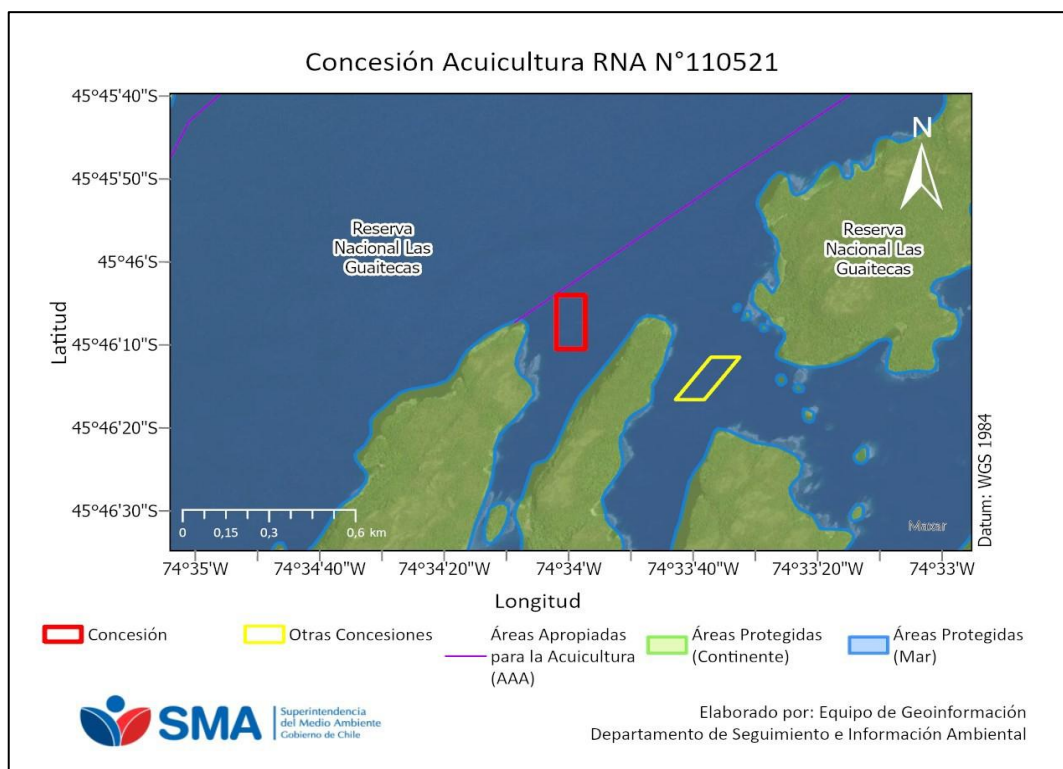 Concesión Acuicultura RNA N°110521
45°45'40"S
45°45'50"S
45°46'S
45°46'10"S
45°46'20"S
45°46'30"S
Latitud
Reserva
Nacional Las
Guaitecas
N
Reserva
Nacional Las
Guaitecas
0
0,15
0,3
0,6 km
Maxar
Datum: WGS 1984
74°35'W
74°34'40"W
74°34'20"W
74°34'W
74°33'40"W
74°33'20"W
74°33'W
Longitud
Concesión
Otras Concesiones
Áreas Apropiadas
para la Acuicultura
(AAA)
Áreas Protegidas
(Continente)
Áreas Protegidas
(Mar)
SMA
Superintendencia
del Medio Ambiente
Gobierno de Chile
Elaborado por: Equipo de Geoinformación
Departamento de Seguimiento e Información Ambiental